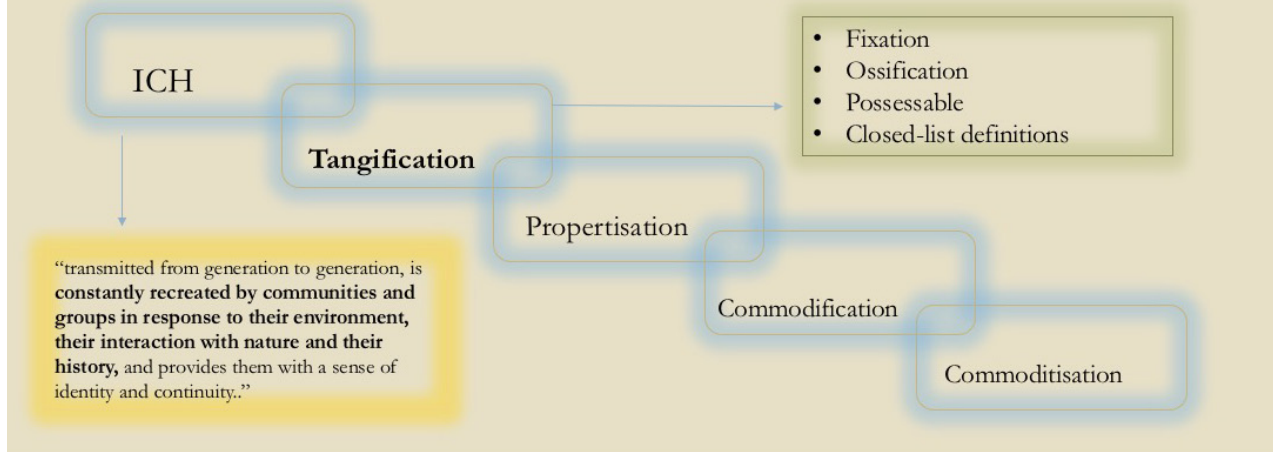 ICH
Tangification
Propertisation
Commodification
Commoditisation
• Fixation
• Ossification
• Possessable
• Closed-list definitions
“transmitted from generation to generation, is
constantly recreated by communities and
groups in response to their environment,
their interaction with nature and their
history, and provides them with a sense of
identity and continuity..”